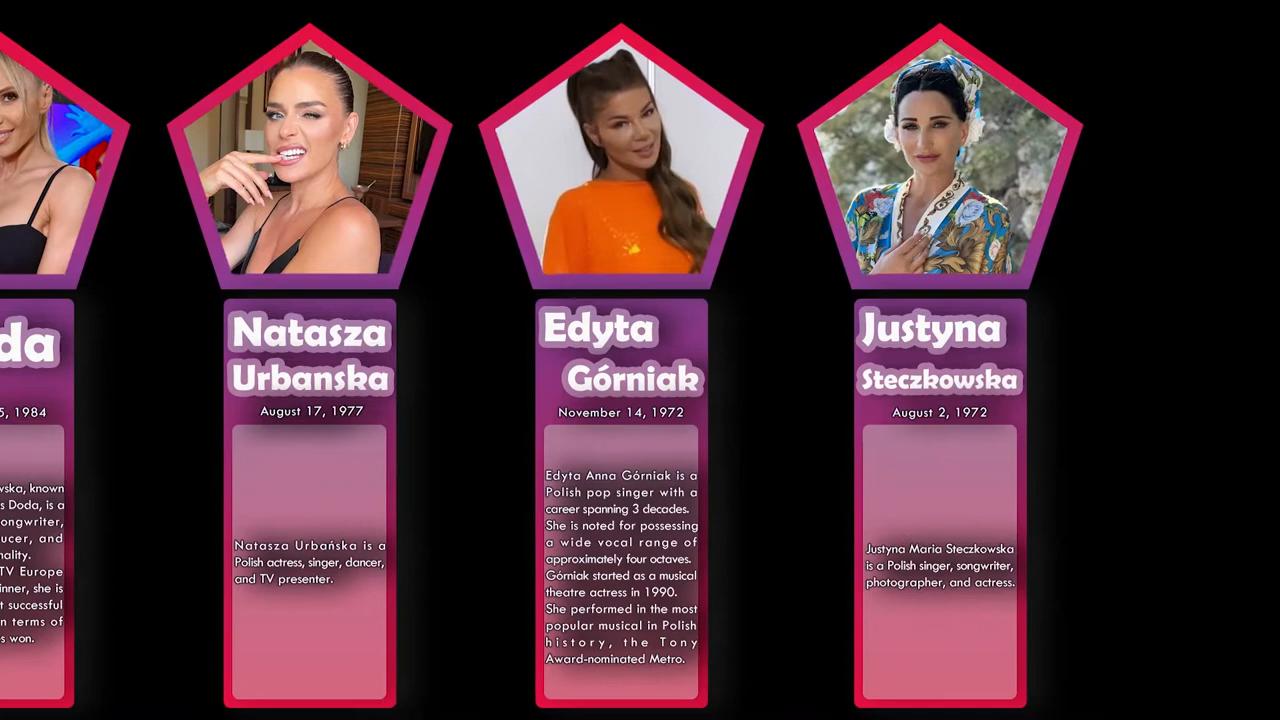 da
5, 1984
vska, known
s Doda, is a
ongwriter,
ucer, and
nality.
TV Europe
inner, she is
t successful
n terms of
s won.
Natasza
Urbanska
August 17, 1977
Natasza Urbańska is a
Polish actress, singer, dancer,
and TV presenter.
Edyta
Górniak
November 14, 1972
Edyta Anna Górniak is a
Polish pop singer with a
career spanning 3 decades.
She is noted for possessing
a wide vocal range of
approximately four octaves.
Górniak started as a musical
theatre actress in 1990.
She performed in the most
popular musical in Polish
history, the Tony
Award-nominated Metro.
Justyna
Steczkowska
August 2, 1972
Justyna Maria Steczkowska
is a Polish singer, songwriter,
photographer, and actress.